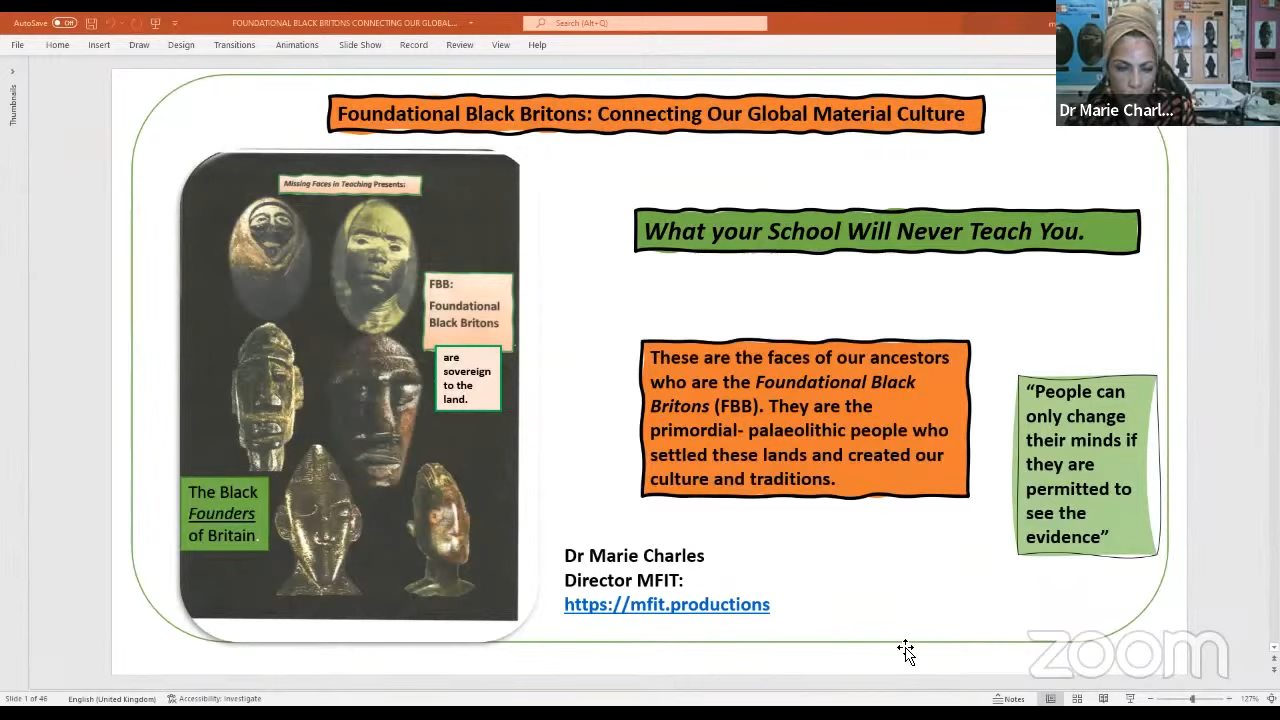 AutoSave Off
FOUNDATIONAL BLACK BRITONS CONNECTING OUR GLOBAL...
Search (Alt+Q)
File Home Insert Draw Design Transitions Animations Slide Show Record Review View Help
Dr Marie Charl...
Thumbnails
Foundational Black Britons: Connecting Our Global Material Culture
Missing Faces in Teaching Presents:
FBB:
Foundational
Black Britons
are
sovereign
to the
land.
The Black
Founders
of Britain.
What your School Will Never Teach You.
These are the faces of our ancestors
who are the Foundational Black
Britons (FBB). They are the
primordial- palaeolithic people who
settled these lands and created our
culture and traditions.
“People can
only change
their minds if
they are
permitted to
see the
evidence”
Dr Marie Charles
Director MFIT:
https://mfit.productions
zoom
Slide 1 of 46 English (United Kingdom) Accessibility: Investigate Notes 127%